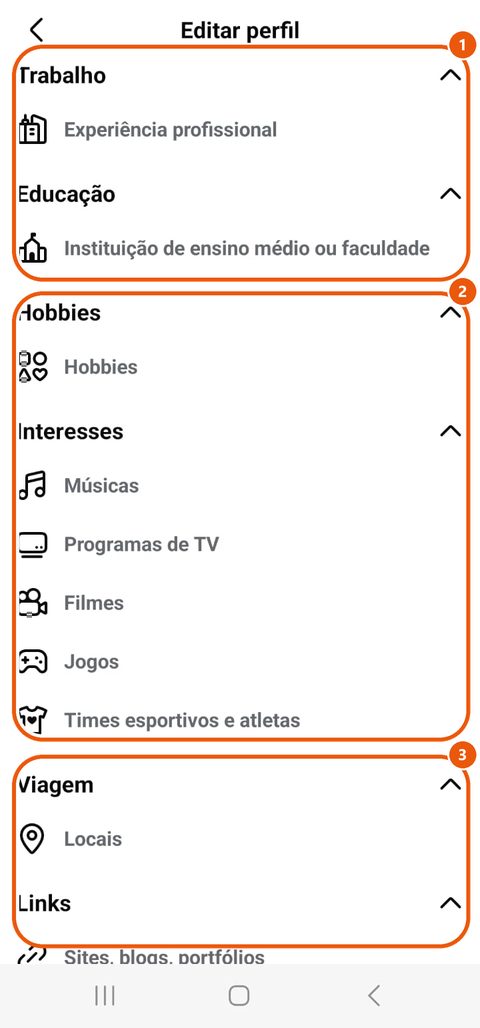 Editar perfil
1
Trabalho
Experiência profissional
Educação
Instituição de ensino médio ou faculdade
2
Hobbies
Hobbies
Interesses
Músicas
Programas de TV
Filmes
Jogos
Times esportivos e atletas
3
Viagem
Locais
Links
Sites, blogs, portfólios